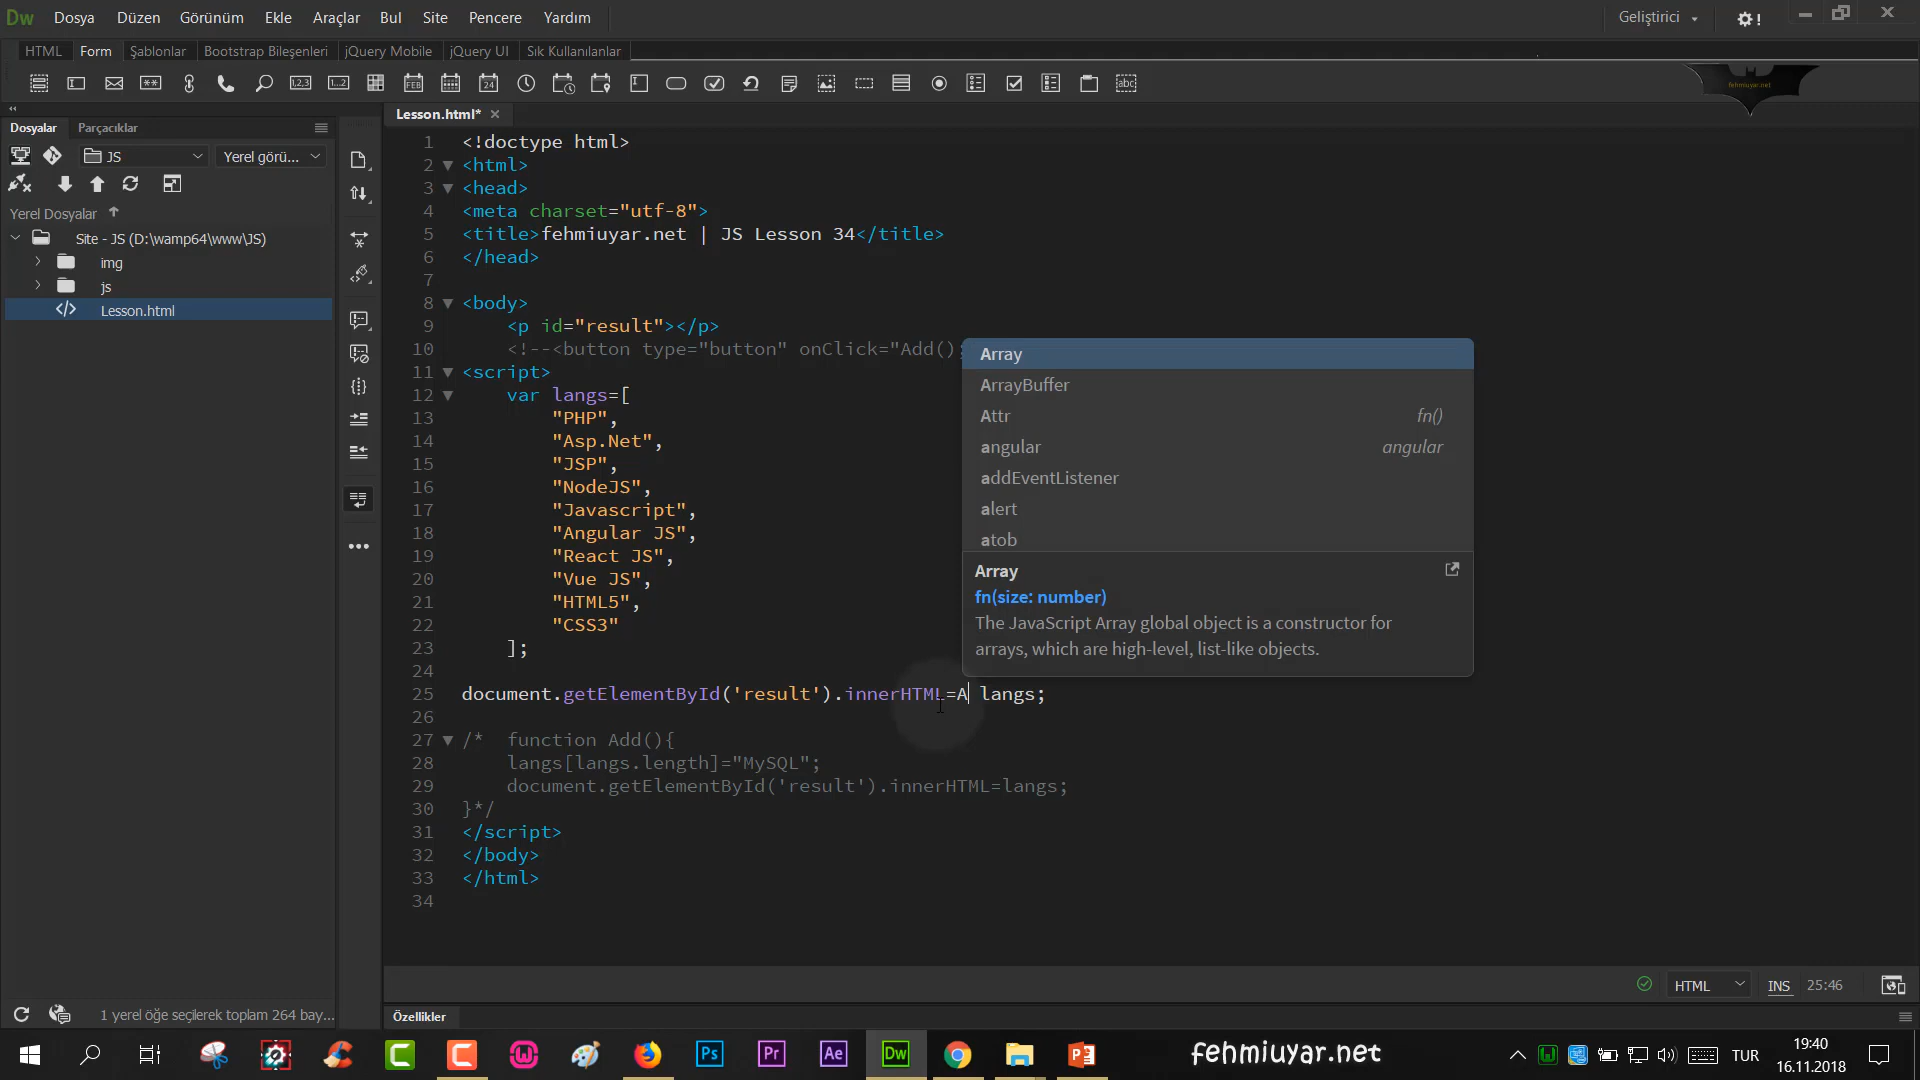 Dw Dosya Düzen Görünüm Ekle Araçlar Bul Site Pencere Yardım Geliştirici
HTML Form Şablonlar Bootstrap Bileşenleri jQuery Mobile jQuery UI Sık Kullanılanlar
fehmiuyar.net
Dosyalar Parçacıklar
JS Yerel görü...
Yerel Dosyalar
Site - JS (D:\wamp64\www\JS)
img
js
Lesson.html
Lesson.html*
1 <!doctype html>
2 <html>
3 <head>
4 <meta charset="utf-8">
5 <title>fehmiuyar.net | JS Lesson 34</title>
6 </head>
7
8 <body>
9 <p id="result"></p>
10 <!--<button type="button" onClick="Add();
11 <script>
12 var langs=[
13 "PHP",
14 "Asp.Net",
15 "JSP",
16 "NodeJS",
17 "Javascript",
18 "Angular JS",
19 "React JS",
20 "Vue JS",
21 "HTML5",
22 "CSS3"
23 ];
24
25 document.getElementById('result').innerHTML=A langs;
26
27 /* function Add(){
28 langs[langs.length]="MySQL";
29 document.getElementById('result').innerHTML=langs;
30 }*/
31 </script>
32 </body>
33 </html>
34
Array
ArrayBuffer
Attr fn()
angular angular
addEventListener
alert
atob
Array
fn(size: number)
The JavaScript Array global object is a constructor for
arrays, which are high-level, list-like objects.
HTML INS 25:46
1 yerel öğe seçilerek toplam 264 bay...
Özellikler
Ps Pr Ae Dw
fehmiuyar.net
TUR
19:40
16.11.2018